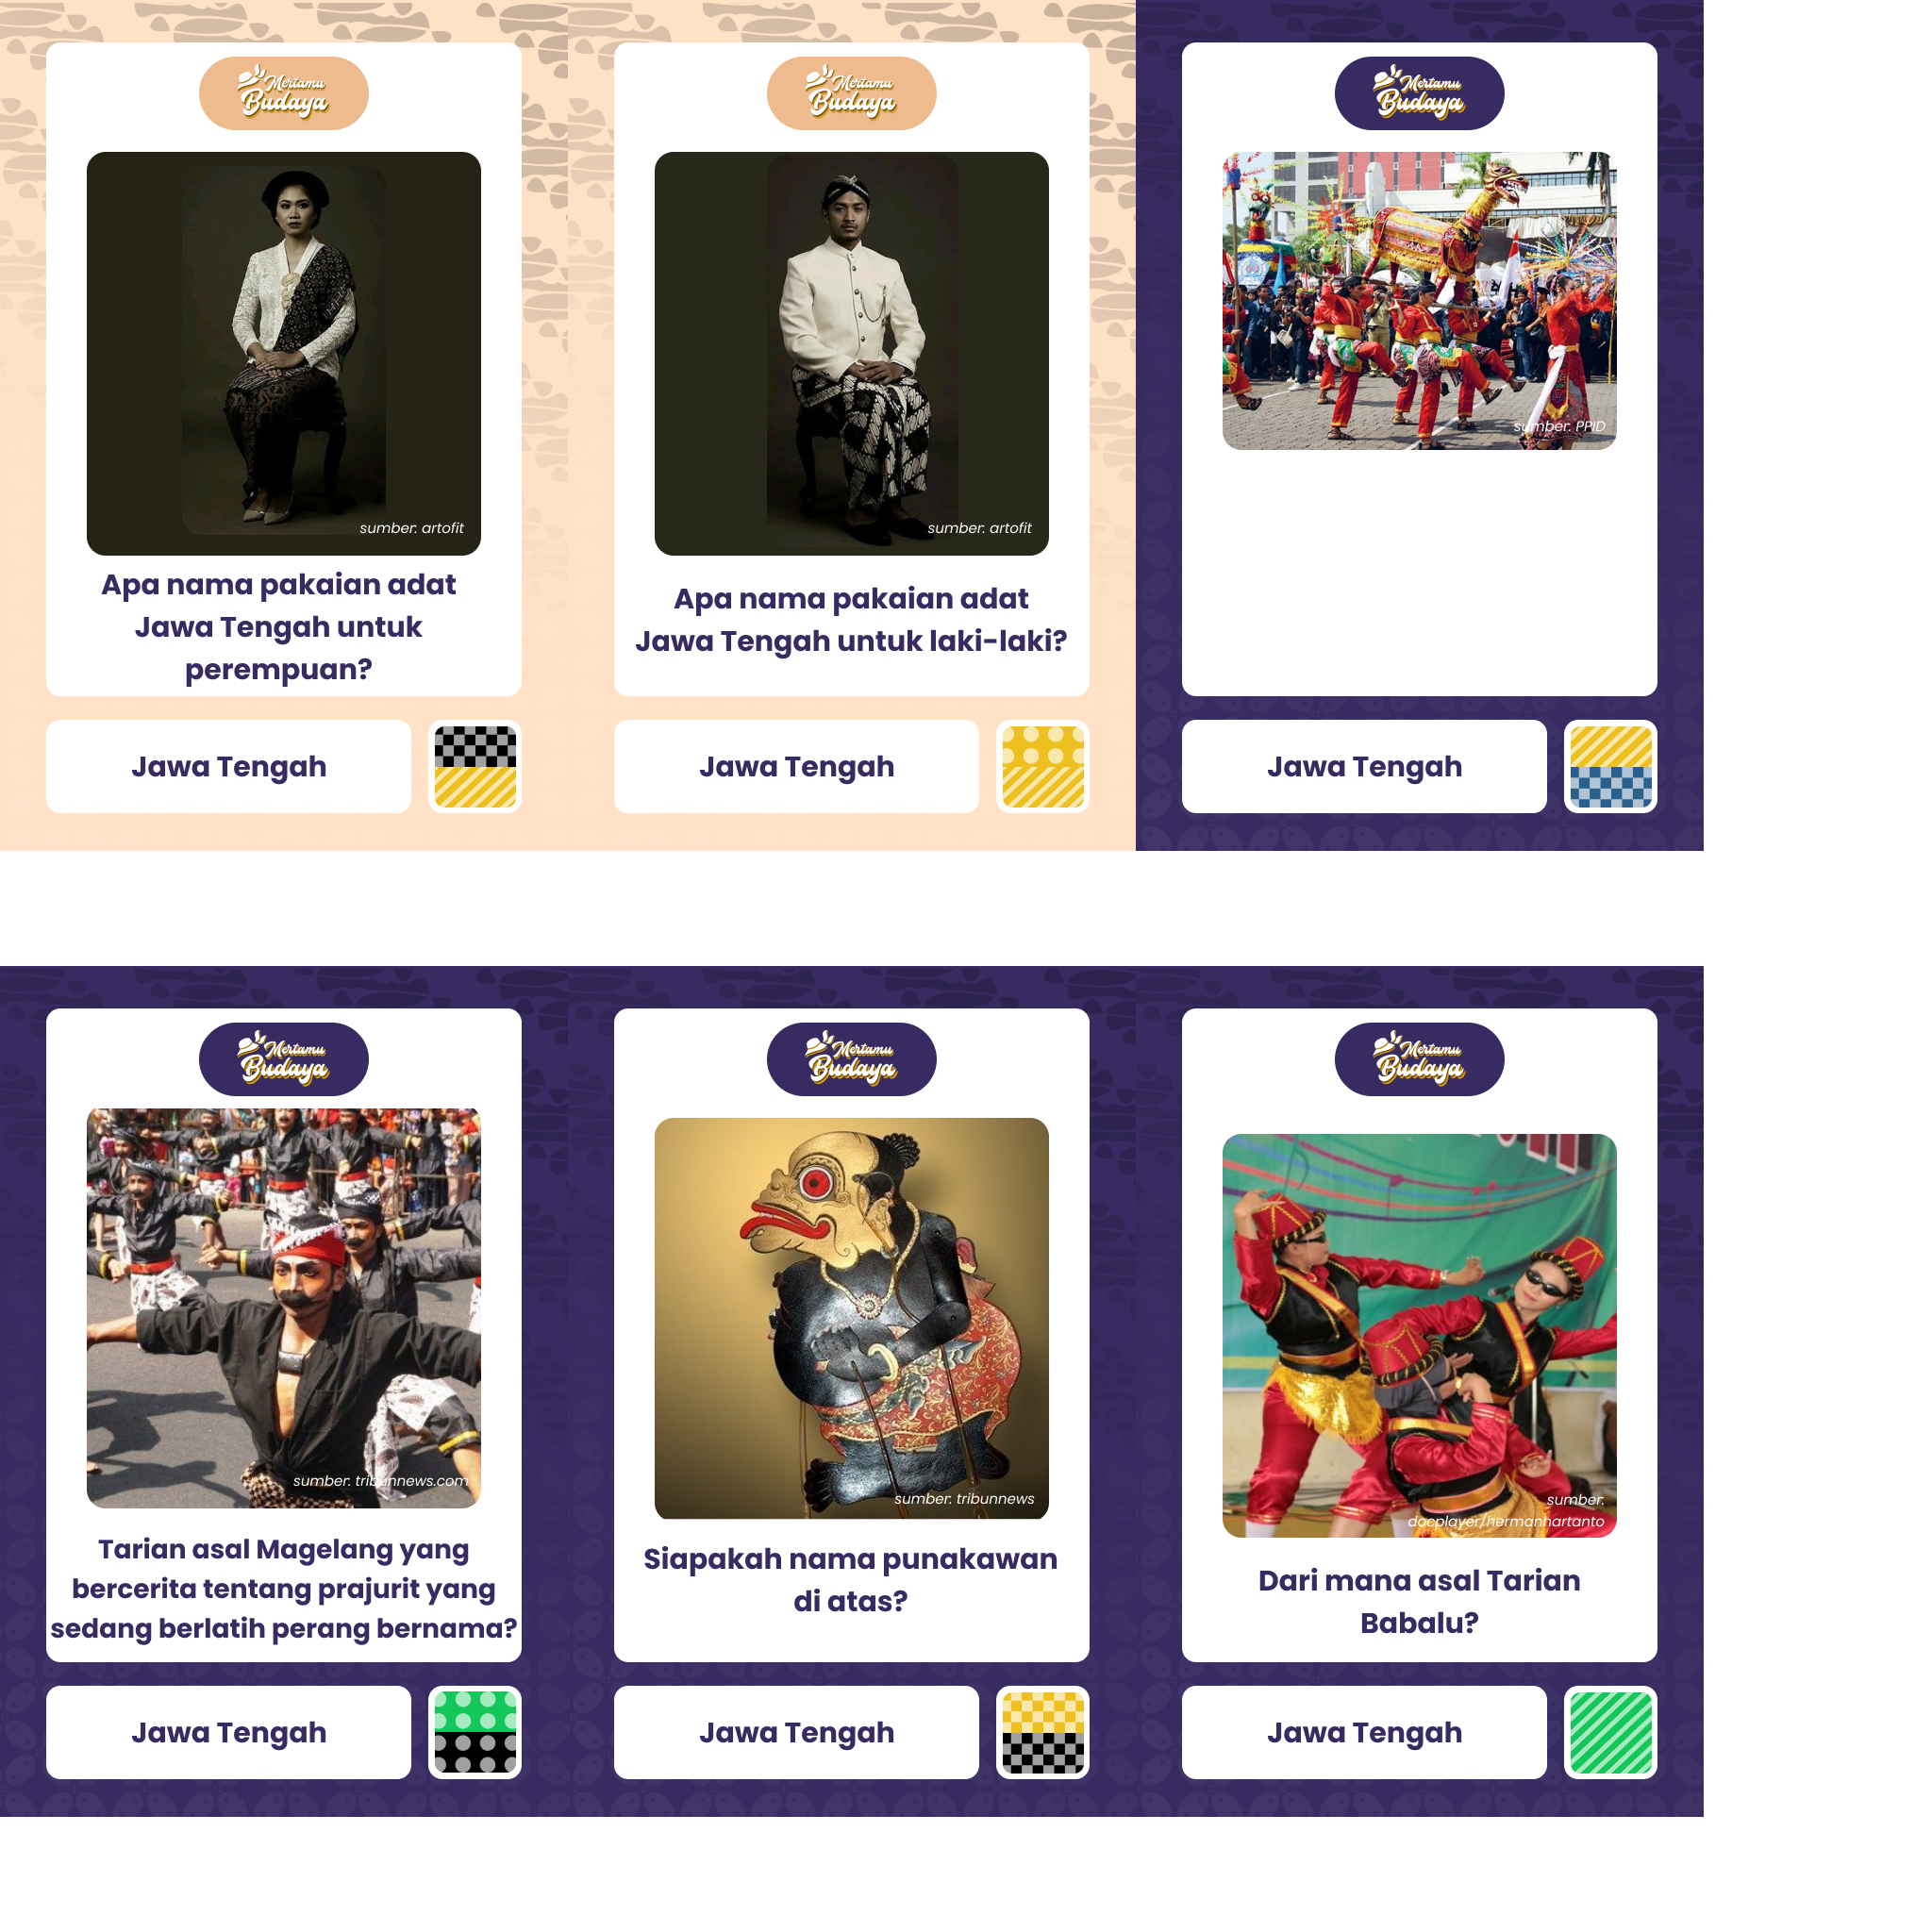 Mertamu
Budaya
sumber: artofit
Apa nama pakaian adat
Jawa Tengah untuk
perempuan?
Jawa Tengah
Mertamu
Budaya
sumber: artofit
Apa nama pakaian adat
Jawa Tengah untuk laki-laki?
Jawa Tengah
Mertamu
Budaya
sumber: PPID
Jawa Tengah
Mertamu
Budaya
sumber: tribunnews.com
Tarian asal Magelang yang
bercerita tentang prajurit yang
sedang berlatih perang bernama?
Jawa Tengah
Mertamu
Budaya
sumber: tribunnews
Siapakah nama punakawan
di atas?
Jawa Tengah
Mertamu
Budaya
sumber:
docplayer/hermanhartanto
Dari mana asal Tarian
Babalu?
Jawa Tengah